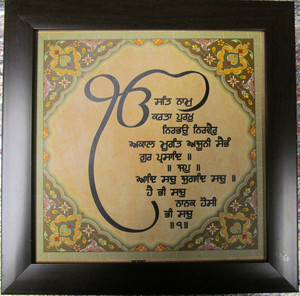 ੴ ਸਤਿ ਨਾਮੁ
ਕਰਤਾ ਪੁਰਖੁ
ਨਿਰਭਉ ਨਿਰਵੈਰੁ
ਅਕਾਲ ਮੂਰਤਿ ਅਜੂਨੀ ਸੈਭੰ
ਗੁਰ ਪ੍ਰਸਾਦਿ ॥
॥ ਜਪੁ ॥
ਆਦਿ ਸਚੁ ਜੁਗਾਦਿ ਸਚੁ ॥
ਹੈ ਭੀ ਸਚੁ
ਨਾਨਕ ਹੋਸੀ
ਭੀ ਸਚੁ
॥੧॥